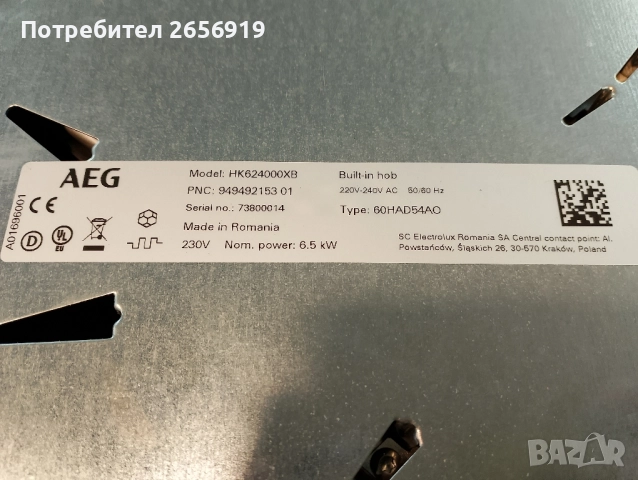 Потребител 2656919
AEG
Model: HK624000XB
PNC: 949492153 01
Serial no.: 73800014
Made in Romania
230V Nom. power: 6.5 kW
Built-in hob
220V-240V AC 50/60 Hz
Type: 60HAD54AO
SC Electrolux Romania SA Central contact point: Al.
Powstańców, Śląskich 26, 30-570 Kraków, Poland
A01696001
CE
D
UL
EU
BAZAR